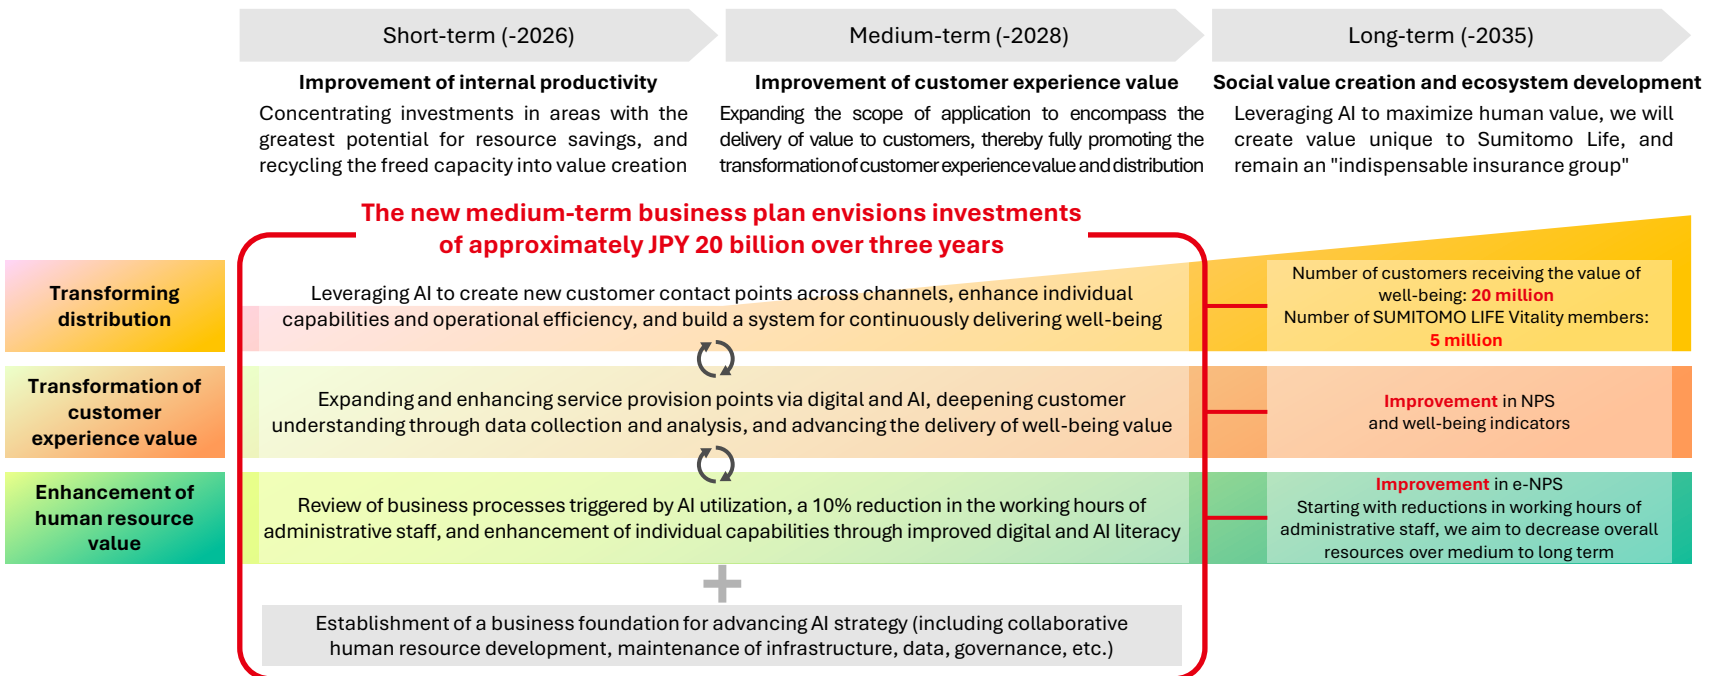 Short-term (-2026)
Medium-term (-2028)
Long-term (-2035)
Improvement of internal productivity
Concentrating investments in areas with the
greatest potential for resource savings, and
recycling the freed capacity into value creation
Improvement of customer experience value
Expanding the scope of application to encompass the
delivery of value to customers, thereby fully promoting the
transformation of customer experience value and distribution
Social value creation and ecosystem development
Leveraging AI to maximize human value, we will
create value unique to Sumitomo Life, and
remain an "indispensable insurance group"
The new medium-term business plan envisions investments
of approximately JPY 20 billion over three years
Transforming
distribution
Leveraging AI to create new customer contact points across channels, enhance individual
capabilities and operational efficiency, and build a system for continuously delivering well-being
Number of customers receiving the value of
well-being: 20 million
Number of SUMITOMO LIFE Vitality members:
5 million
Transformation of
customer
experience value
Expanding and enhancing service provision points via digital and AI, deepening customer
understanding through data collection and analysis, and advancing the delivery of well-being value
Improvement in NPS
and well-being indicators
Enhancement of
human resource
value
Review of business processes triggered by AI utilization, a 10% reduction in the working hours of
administrative staff, and enhancement of individual capabilities through improved digital and AI literacy
Improvement in e-NPS
Starting with reductions in working hours of
administrative staff, we aim to decrease overall
resources over medium to long term
Establishment of a business foundation for advancing AI strategy (including collaborative
human resource development, maintenance of infrastructure, data, governance, etc.)